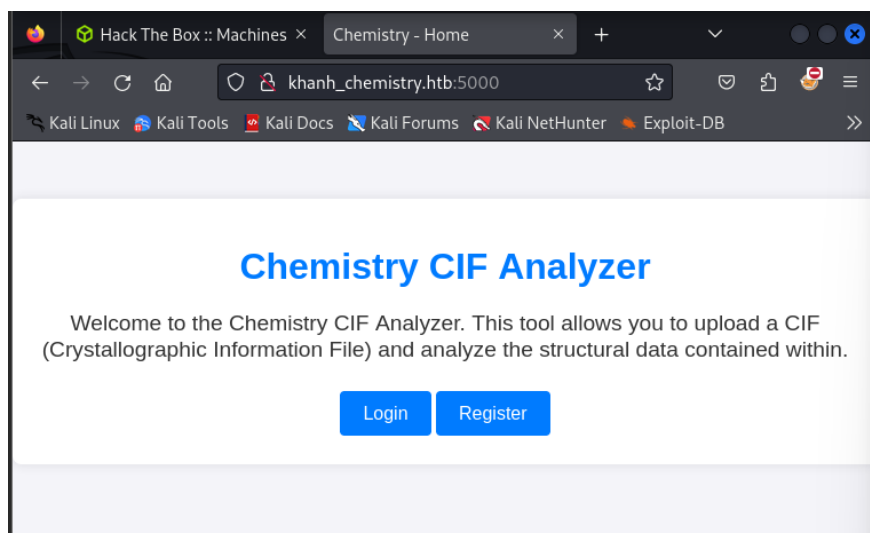 Hack The Box :: Machines
Chemistry - Home
khanh_chemistry.htb:5000
Kali Linux Kali Tools Kali Docs Kali Forums Kali NetHunter Exploit-DB
Chemistry CIF Analyzer
Welcome to the Chemistry CIF Analyzer. This tool allows you to upload a CIF
(Crystallographic Information File) and analyze the structural data contained within.
Login Register